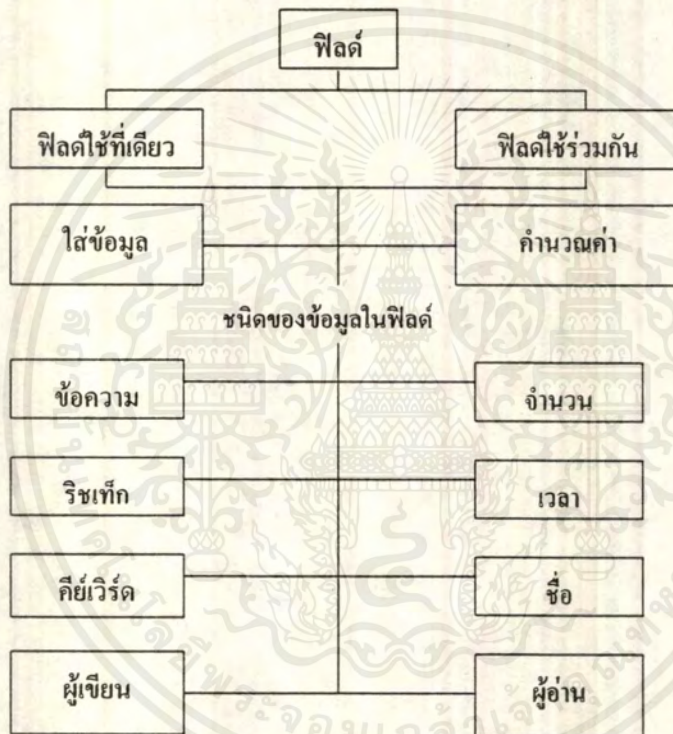 ฟิลด์
ฟิลด์ใช้ที่เดียว
ฟิลด์ใช้ร่วมกัน
ใส่ข้อมูล
คำนวณค่า
ชนิดของข้อมูลในฟิลด์
ข้อความ
จำนวน
ริชเท็ก
เวลา
คีย์เวิร์ด
ชื่อ
ผู้เขียน
ผู้อ่าน